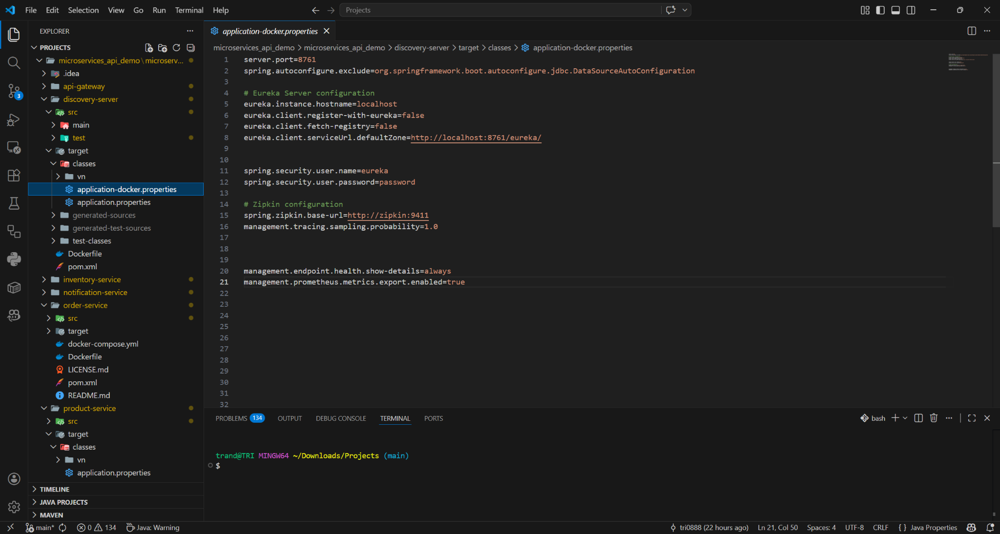 File Edit Selection View Go Run Terminal Help
Projects
EXPLORER
PROJECTS
microservices_api_demo\microserv...
.idea
api-gateway
discovery-server
src
main
test
target
classes
vn
application-docker.properties
application.properties
generated-sources
generated-test-sources
test-classes
Dockerfile
pom.xml
inventory-service
notification-service
order-service
src
target
docker-compose.yml
Dockerfile
LICENSE.md
pom.xml
README.md
product-service
src
target
classes
vn
application.properties
TIMELINE
JAVA PROJECTS
MAVEN
3
application-docker.properties
microservices_api_demo > microservices_api_demo > discovery-server > target > classes > application-docker.properties
1 server.port=8761
2 spring.autoconfigure.exclude=org.springframework.boot.autoconfigure.jdbc.DataSourceAutoConfiguration
3
4 # Eureka Server configuration
5 eureka.instance.hostname=localhost
6 eureka.client.register-with-eureka=false
7 eureka.client.fetch-registry=false
8 eureka.client.serviceUrl.defaultZone=http://localhost:8761/eureka/
9
10
11 spring.security.user.name=eureka
12 spring.security.user.password=password
13
14 # Zipkin configuration
15 spring.zipkin.base-url=http://zipkin:9411
16 management.tracing.sampling.probability=1.0
17
18
19
20 management.endpoint.health.show-details=always
21 management.prometheus.metrics.export.enabled=true
22
23
24
25
26
27
28
29
30
31
32
PROBLEMS 134 OUTPUT DEBUG CONSOLE TERMINAL PORTS
bash
trand@TRI MINGW64 ~/Downloads/Projects (main)
$
main* 0 134 Java: Warning
tri0888 (22 hours ago) Ln 21, Col 50 Spaces: 4 UTF-8 CRLF { } Java Properties